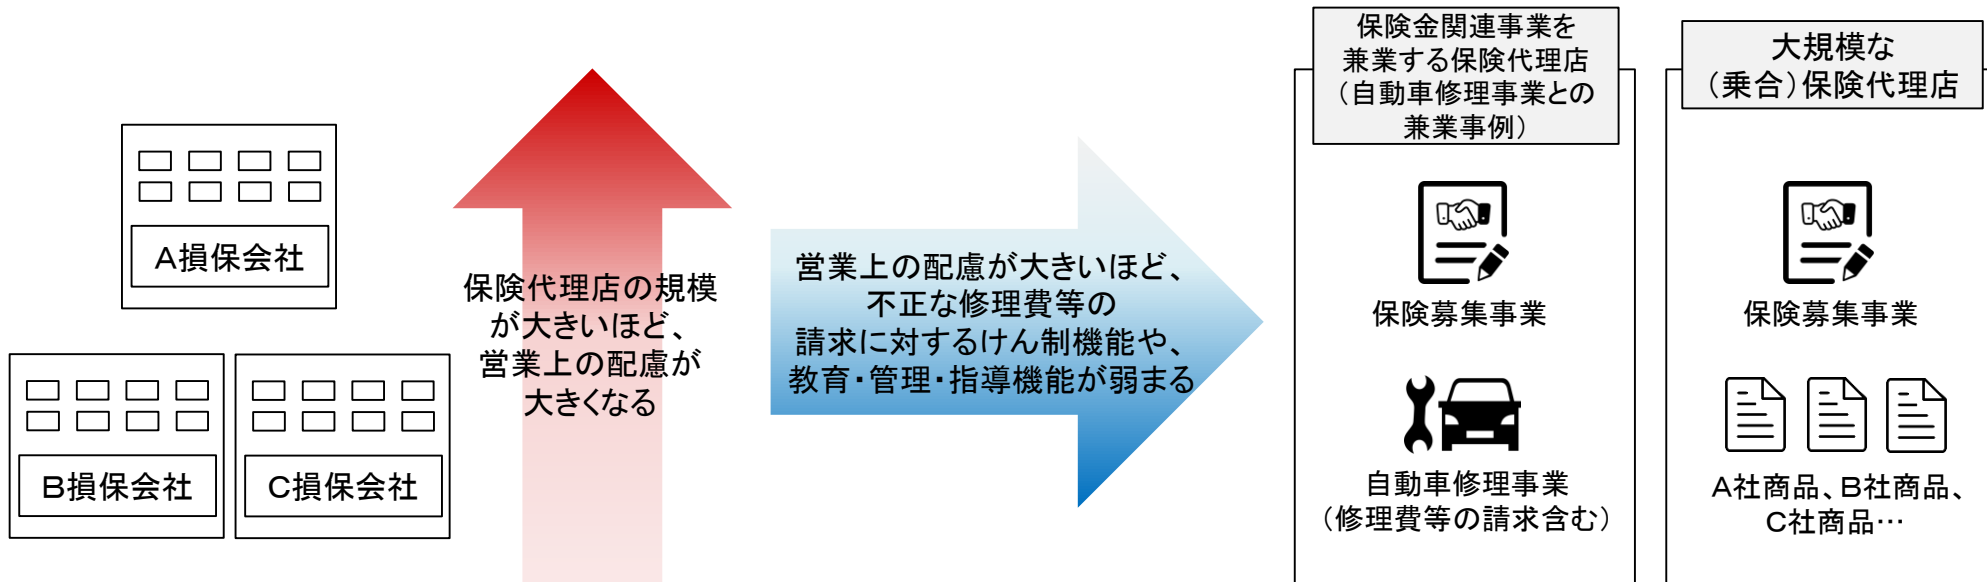 A損保会社
B損保会社
C損保会社
保険代理店の規模
が大きいほど、
営業上の配慮が
大きくなる
営業上の配慮が大きいほど、
不正な修理費等の
請求に対するけん制機能や、
教育・管理・指導機能が弱まる
保険金関連事業を
兼業する保険代理店
（自動車修理事業との
兼業事例）
保険募集事業
自動車修理事業
（修理費等の請求含む）
大規模な
（乗合）保険代理店
保険募集事業
A社商品、B社商品、
C社商品…